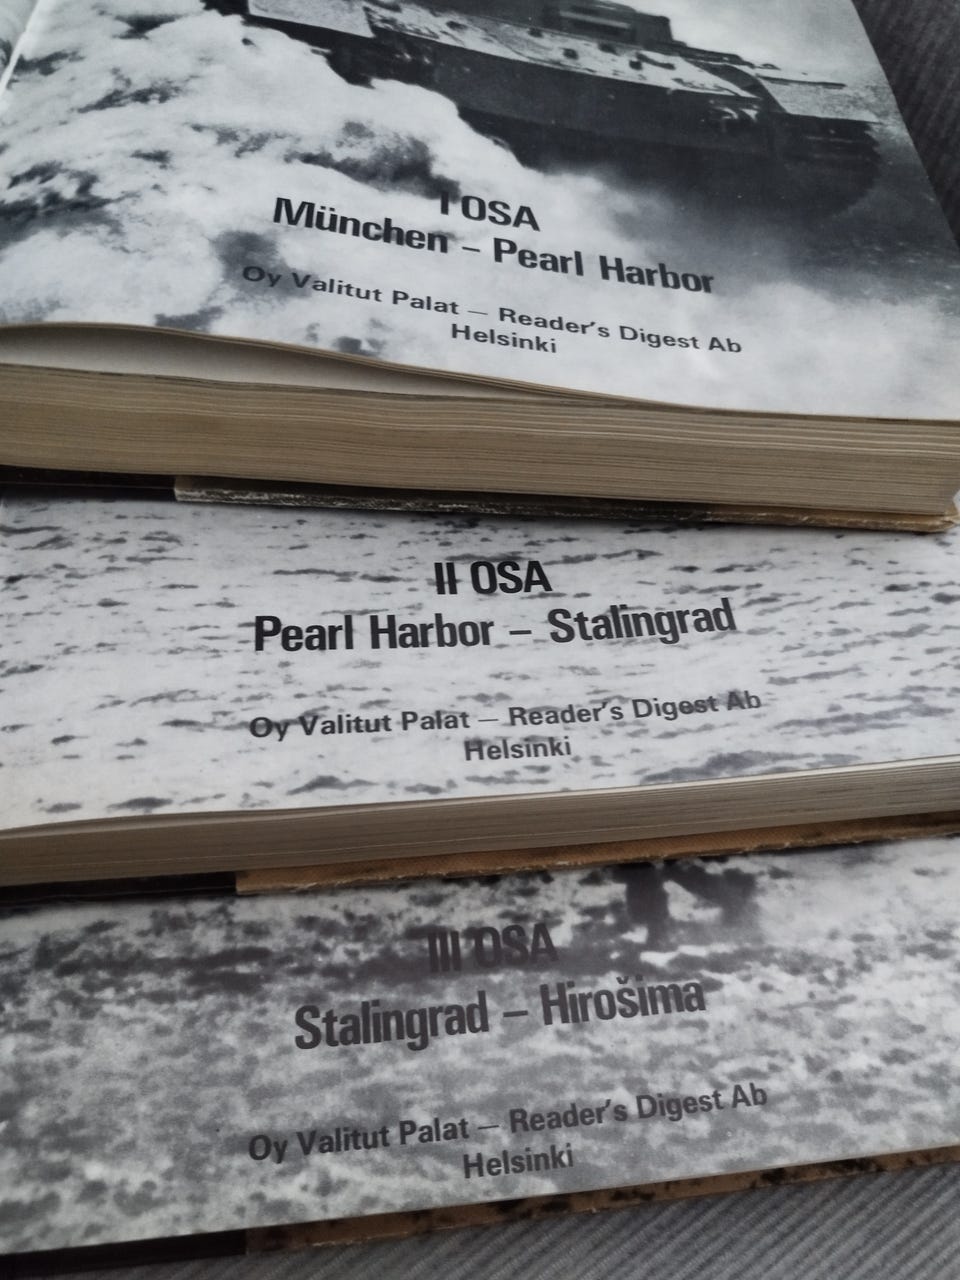 I OSA
München – Pearl Harbor
Oy Valitut Palat — Reader's Digest Ab
Helsinki
II OSA
Pearl Harbor – Stalingrad
Oy Valitut Palat — Reader's Digest Ab
Helsinki
III OSA
Stalingrad – Hirošima
Oy Valitut Palat — Reader's Digest Ab
Helsinki